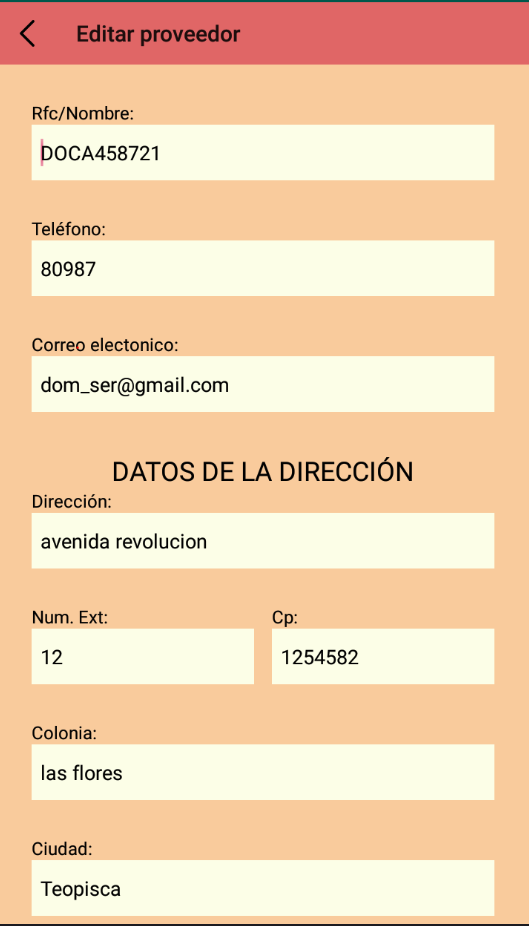 Editar proveedor
Rfc/Nombre:
DOCA458721
Teléfono:
80987
Correo electonico:
dom_ser@gmail.com
DATOS DE LA DIRECCIÓN
Dirección:
avenida revolucion
Num. Ext: Cp:
12 1254582
Colonia:
las flores
Ciudad:
Teopisca